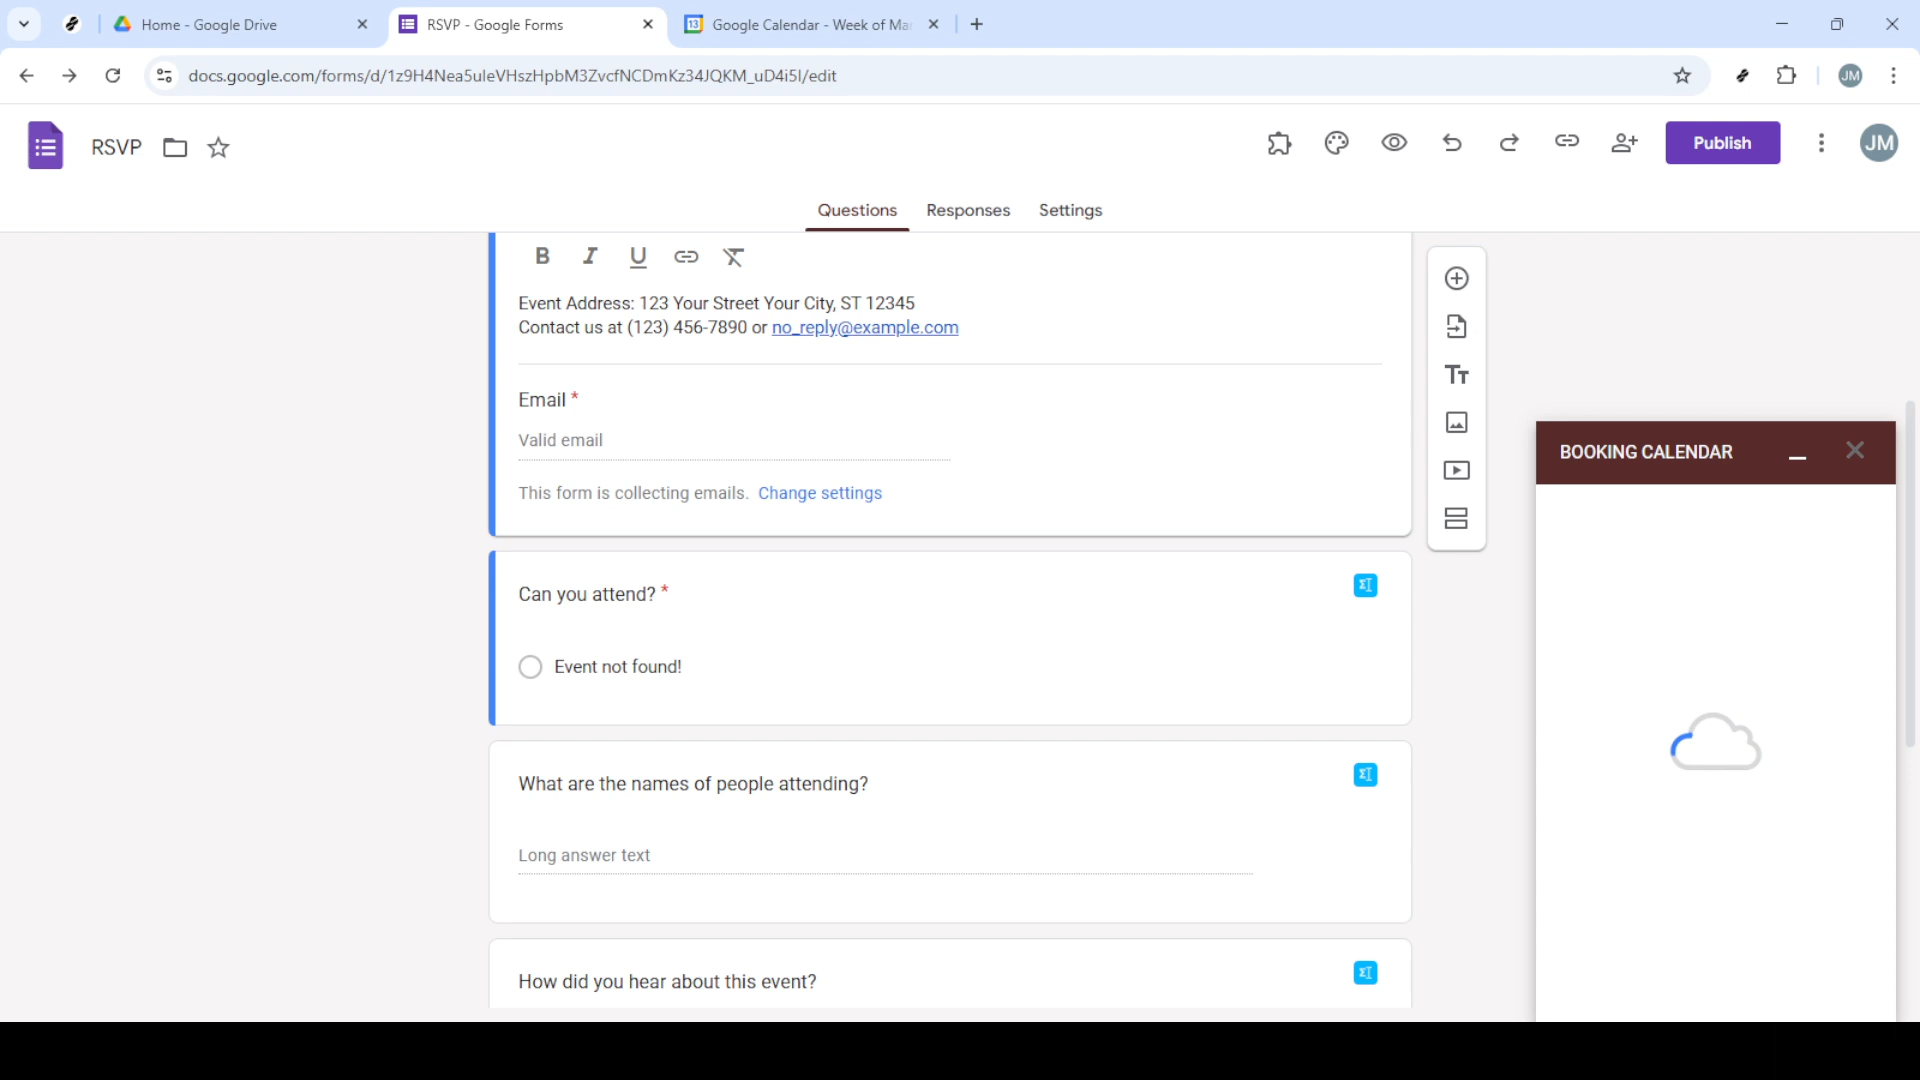 Home - Google Drive
RSVP - Google Forms
13
Google Calendar - Week of Ma
docs.google.com/forms/d/1z9H4Nea5uleVHszHpbM3ZvcfNCDmKz34JQKM_uD4i5I/edit
JM
RSVP
Publish
JM
Questions
Responses
Settings
B I U
Event Address: 123 Your Street Your City, ST 12345
Contact us at (123) 456-7890 or no_reply@example.com
Email *
Valid email
This form is collecting emails. Change settings
Tт
BOOKING CALENDAR
Can you attend? *
Event not found!
What are the names of people attending?
Long answer text
How did you hear about this event?